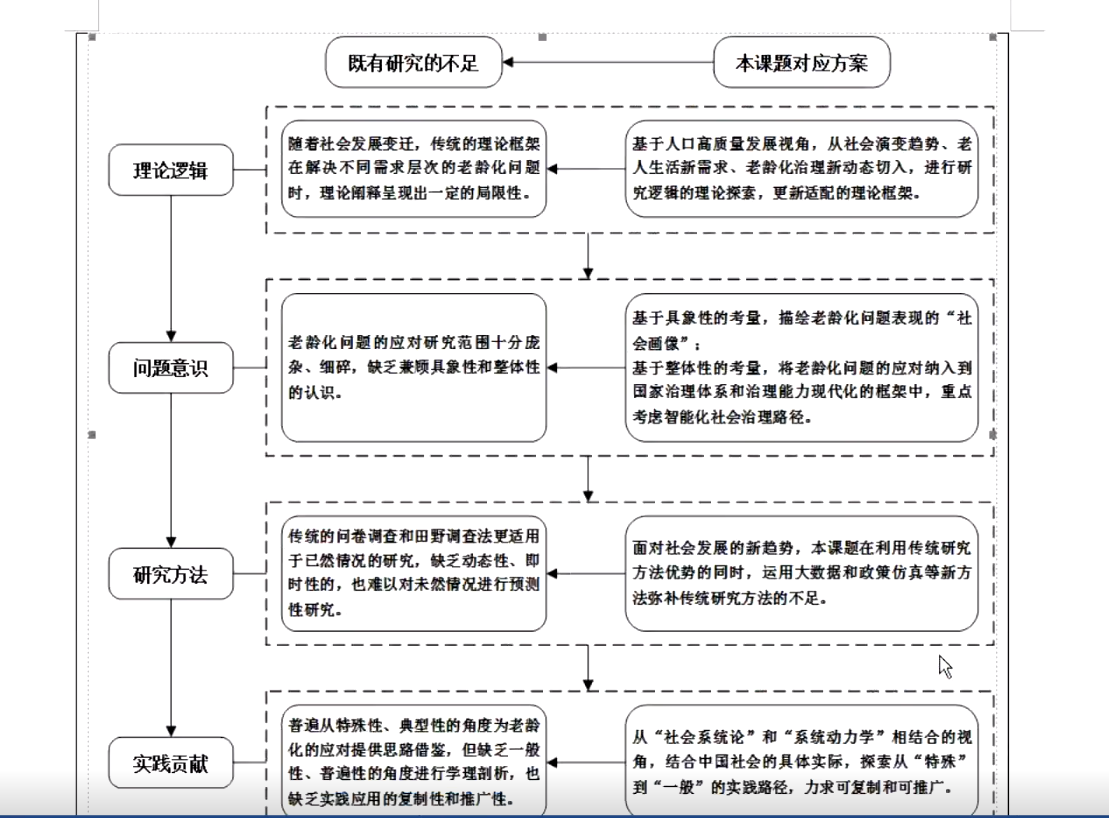 既有研究的不足
本课题对应方案
理论逻辑
随着社会发展变迁，传统的理论框架
在解决不同需求层次的老龄化问题
时，理论阐释呈现出一定的局限性。
基于人口高质量发展视角，从社会演变趋势、老
人生活新需求、老龄化治理新动态切入，进行研
究逻辑的理论探索，更新适配的理论框架。
问题意识
老龄化问题的应对研究范围十分庞
杂、细碎，缺乏兼顾具象性和整体性
的认识。
基于具象性的考量，描绘老龄化问题表现的“社
会画像”；
基于整体性的考量，将老龄化问题的应对纳入到
国家治理体系和治理能力现代化的框架中，重点
考虑智能化社会治理路径。
研究方法
传统的问卷调查和田野调查法更适用
于已然情况的研究，缺乏动态性、即
时性的，也难以对未然情况进行预测
性研究。
面对社会发展的新趋势，本课题在利用传统研究
方法优势的同时，运用大数据和政策仿真等新方
法弥补传统研究方法的不足。
实践贡献
普遍从特殊性、典型性的角度为老龄
化的应对提供思路借鉴，但缺乏一般
性、普遍性的角度进行学理剖析，也
缺乏实践应用的复制性和推广性。
从“社会系统论”和“系统动力学”相结合的视
角，结合中国社会的具体实际，探索从“特殊”
到“一般”的实践路径，力求可复制和可推广。